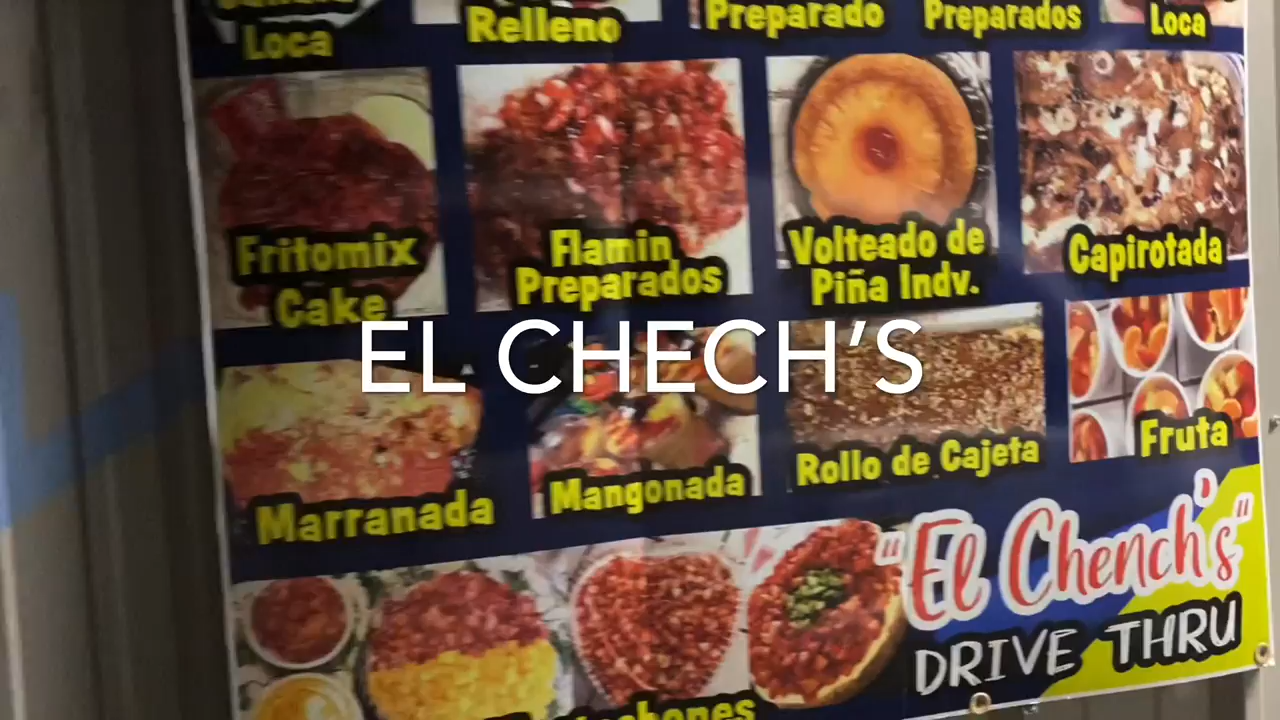 Loca
Relleno
Preparado
Preparados
Loca
Fritomix
Cake
Flamin
Preparados
Volteado de
Piña Indv.
Capirotada
EL CHECH’S
Marranada
Mangonada
Rollo de Cajeta
Fruta
"El Chench's"
DRIVE THRU